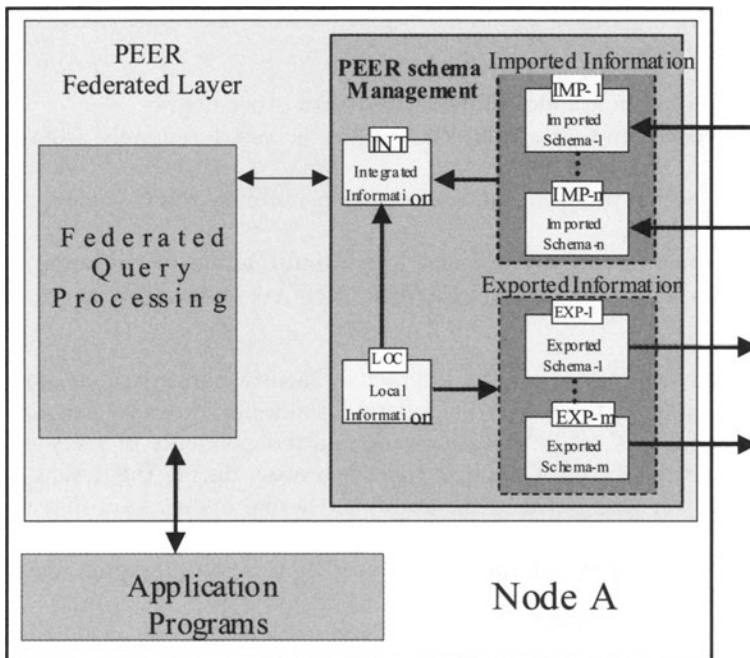 PEER
Federated Layer
PEER schema
Management
Imported Information
IMP-1
Imported
Schema-1
IMP-n
Imported
Schema-n
INT
Integrated
Information
Federated
Query
Processing
Exported Information
EXP-1
Exported
Schema-1
EXP-m
Exported
Schema-m
LOC
Local
Information
Application
Programs
Node A